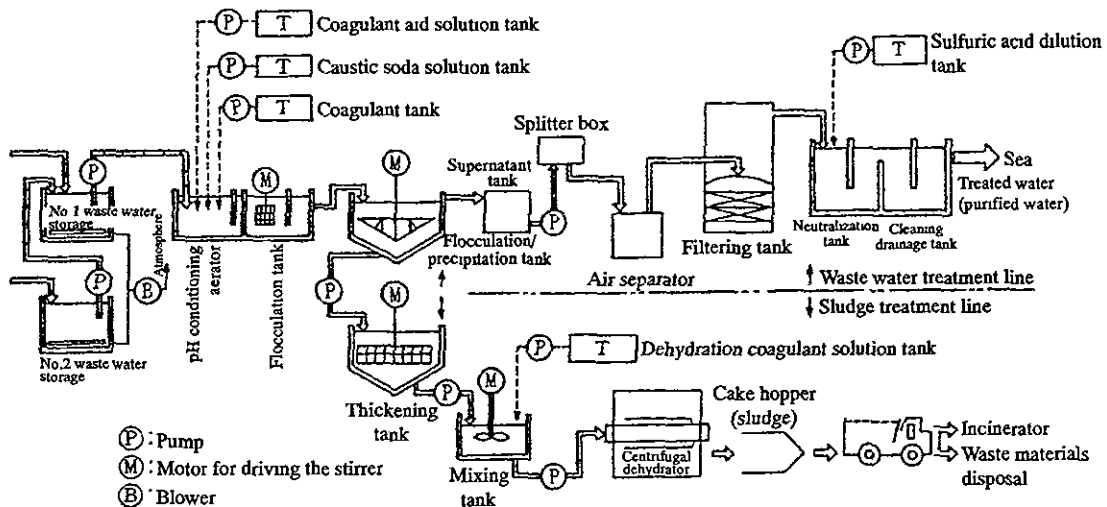 P T Coagulant aid solution tank
P T Caustic soda solution tank
P T Coagulant tank
P T Sulfuric acid dilution
tank
Splitter box
M
P
M
Supernatant
tank
P
Sea
Treated water
(purified water)
No 1 waste water
storage
Atmosphere
Flocculation/
precipitation tank
Filtering tank
Neutralization
tank
Cleaning
drainage tank
P
B
pH conditioning
aerator
Flocculation tank
P
M
Air separator
Waste water treatment line
Sludge treatment line
No.2 waste water
storage
P T Dehydration coagulant solution tank
Thickening
tank
P
M
Cake hopper
(sludge)
P : Pump
M : Motor for driving the stirrer
B : Blower
Mixing
tank
P
Centrifugal
dehydrator
Incinerator
Waste materials
disposal